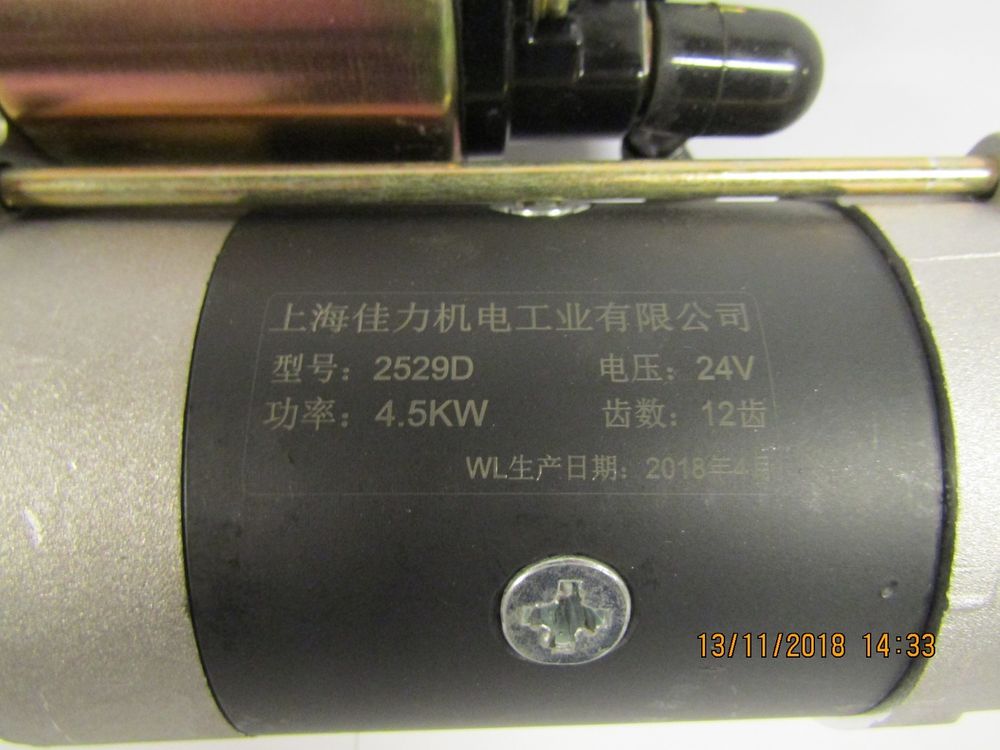 上海佳力机电工业有限公司
型号：2529D 电压：24V
功率：4.5KW 齿数：12齿
WL生产日期：2018年4月
13/11/2018 14:33